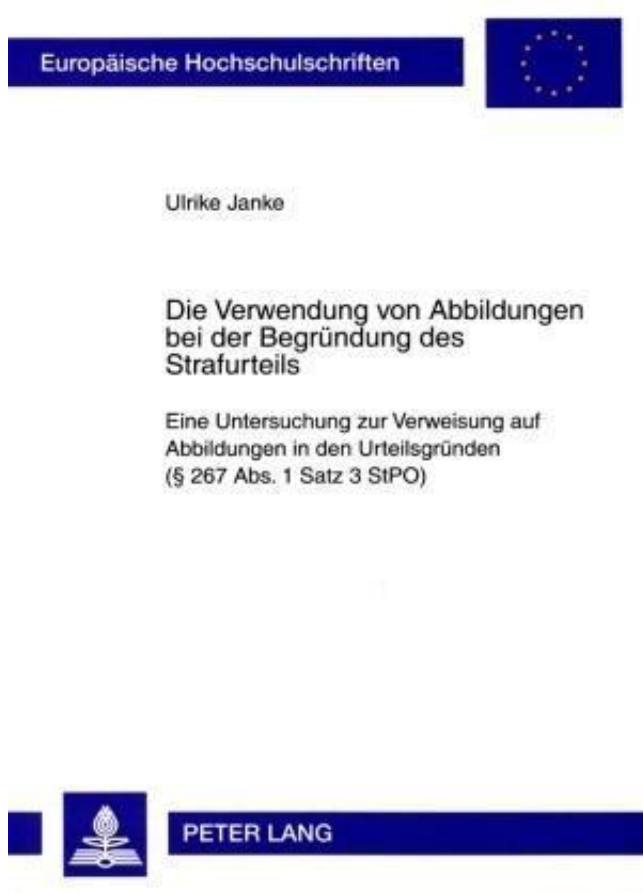 Europäische Hochschulschriften
Ulrike Janke
Die Verwendung von Abbildungen
bei der Begründung des
Strafurteils
Eine Untersuchung zur Verweisung auf
Abbildungen in den Urteilsgründen
(§ 267 Abs. 1 Satz 3 StPO)
PETER LANG